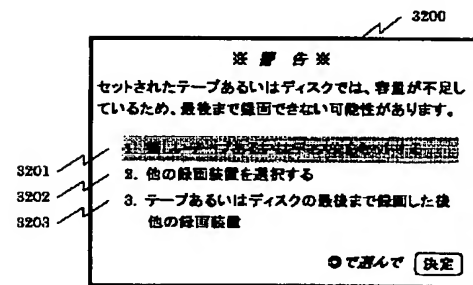 3200
※ 警 告 ※
セットされたテープあるいはディスクでは、容量が不足し
ているため、最後まで録画できない可能性があります。
3201
3202
2. 他の録画装置を選択する
3203
3. テープあるいはディスクの最後まで録画した後
他の録画装置
で選んで 決定